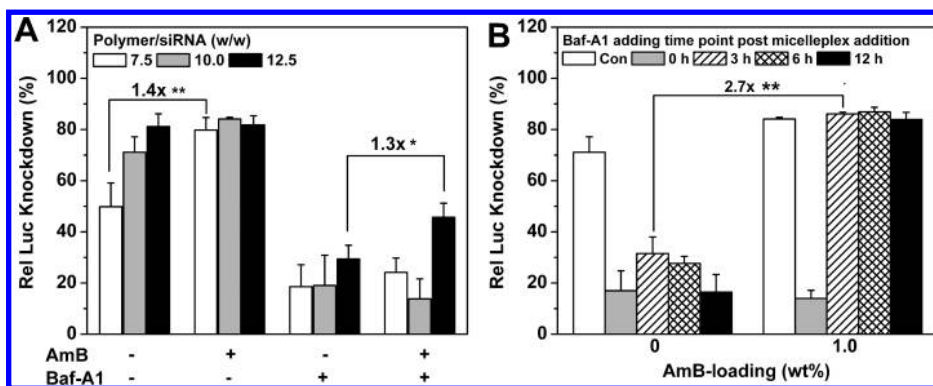 A
Polymer/siRNA (w/w)
7.5 10.0 12.5
1.4x **
1.3x *
Rel Luc Knockdown (%)
120
100
80
60
40
20
0
AmB - + - +
Baf-A1 - - + +
B
Baf-A1 adding time point post micelleplex addition
Con 0 h 3 h 6 h 12 h
2.7x **
Rel Luc Knockdown (%)
120
100
80
60
40
20
0
0 1.0
AmB-loading (wt%)